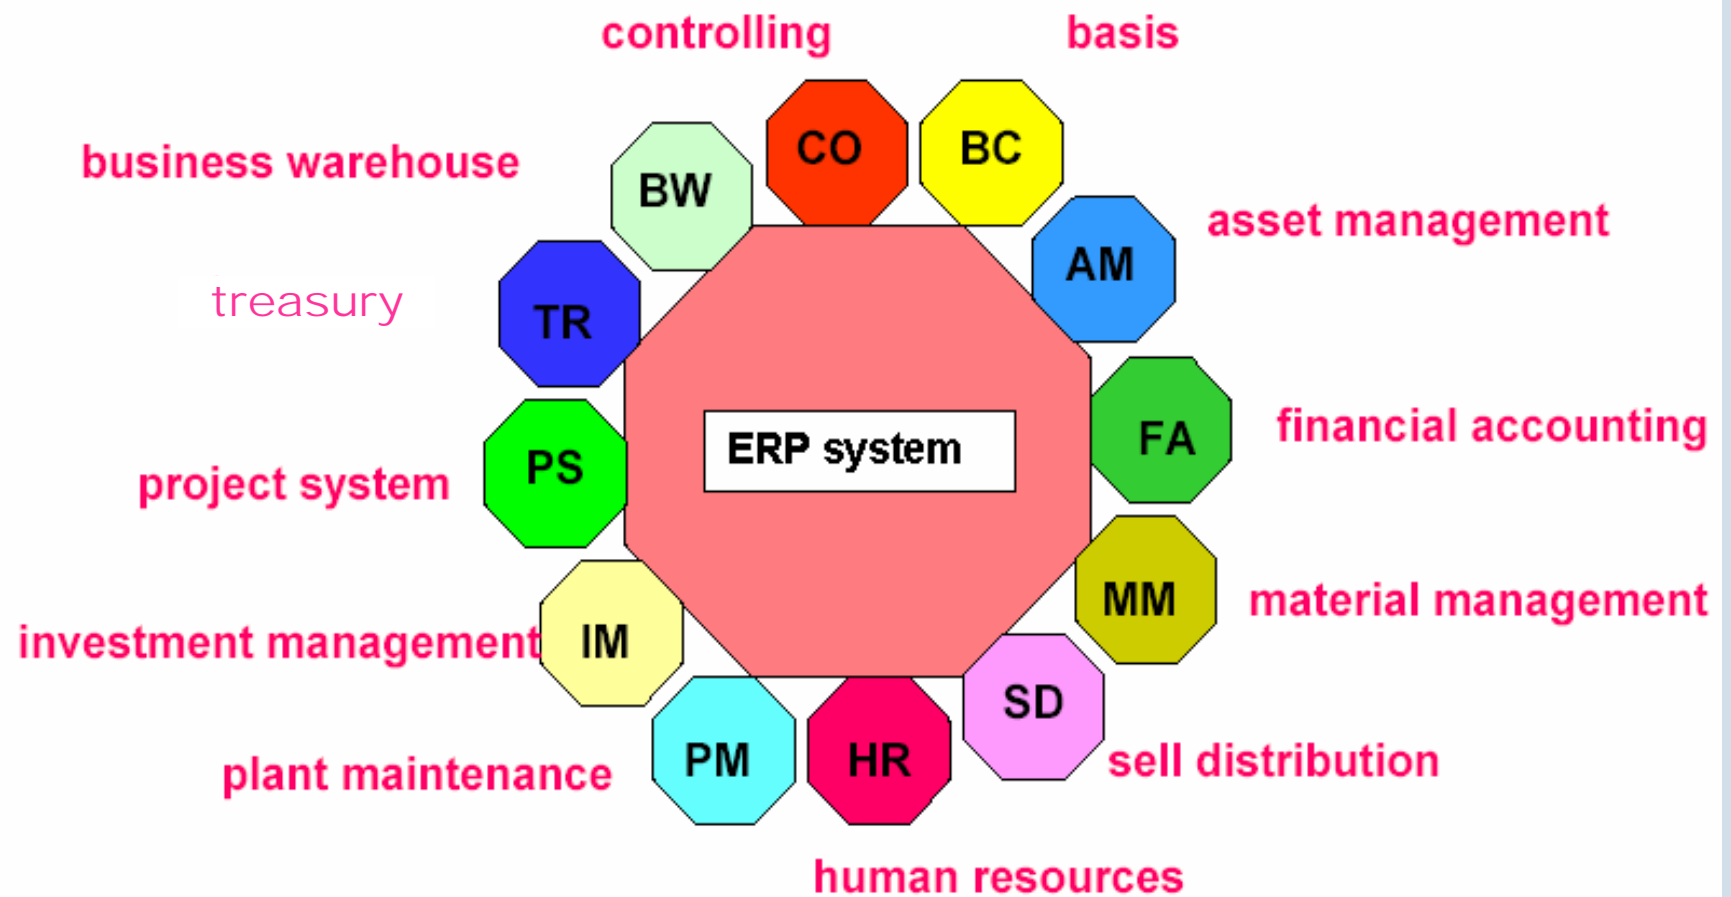 controlling
basis
CO
BC
business warehouse
BW
asset management
AM
treasury
TR
financial accounting
FA
ERP system
project system
PS
material management
MM
investment management
IM
SD
sell distribution
plant maintenance
PM
HR
human resources